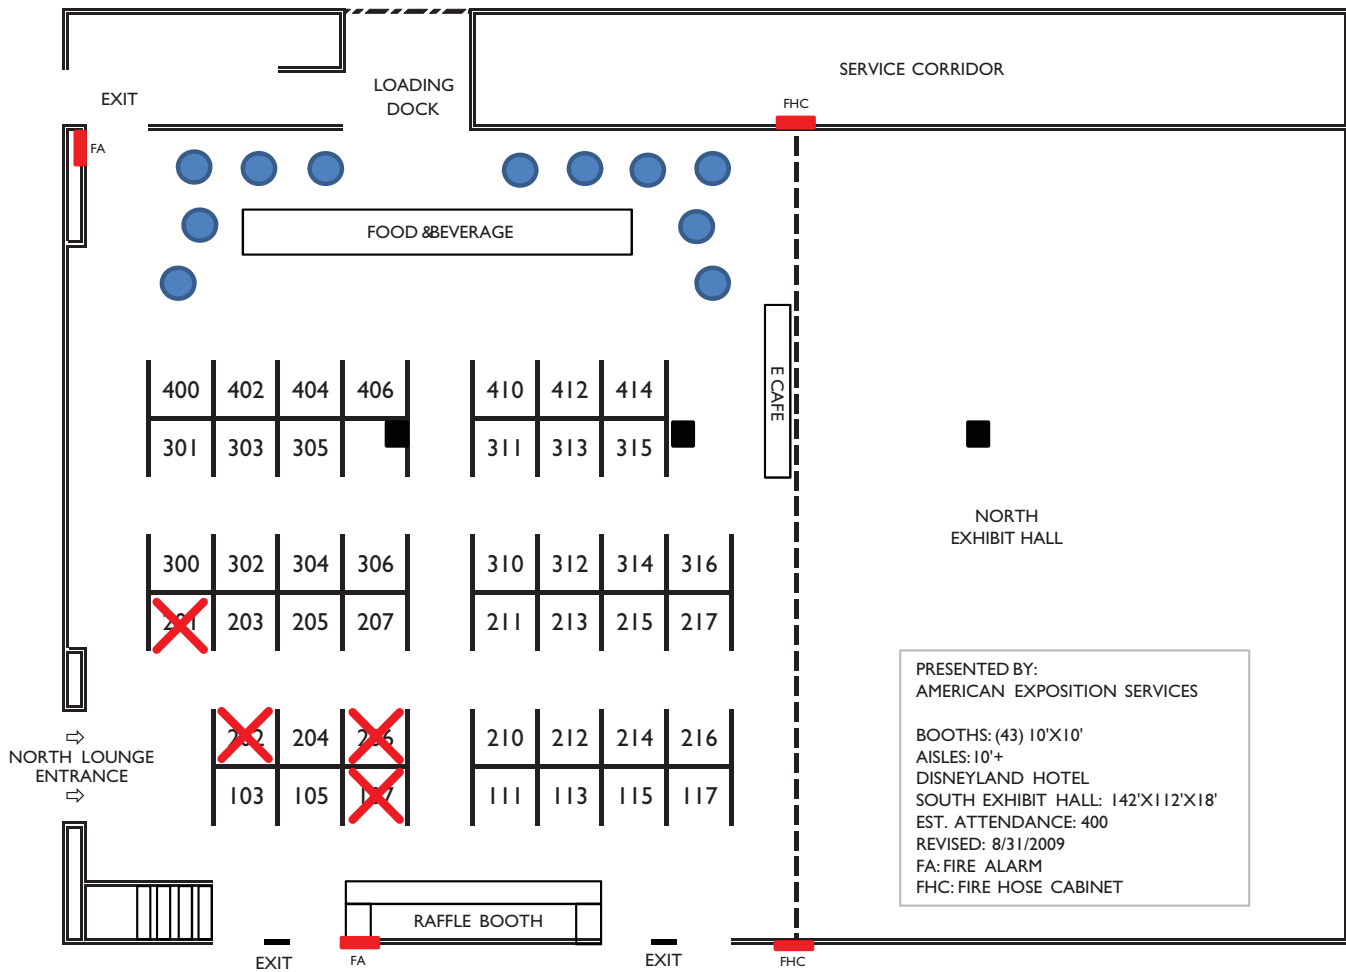 SERVICE CORRIDOR
LOADING
DOCK
EXIT
FHC
FA
FOOD &BEVERAGE
400 402 404 406 410 412 414
301 303 305 311 313 315
E CAFE
NORTH
EXHIBIT HALL
300 302 304 306 310 312 314 316
201 203 205 207 211 213 215 217
202 204 206 210 212 214 216
103 105 107 111 113 115 117
⇨
NORTH LOUNGE
ENTRANCE
⇨
PRESENTED BY:
AMERICAN EXPOSITION SERVICES
BOOTHS: (43) 10'X10'
AISLES: 10'+
DISNEYLAND HOTEL
SOUTH EXHIBIT HALL: 142'X112'X18'
EST. ATTENDANCE: 400
REVISED: 8/31/2009
FA: FIRE ALARM
FHC: FIRE HOSE CABINET
RAFFLE BOOTH
EXIT
FA
EXIT
FHC